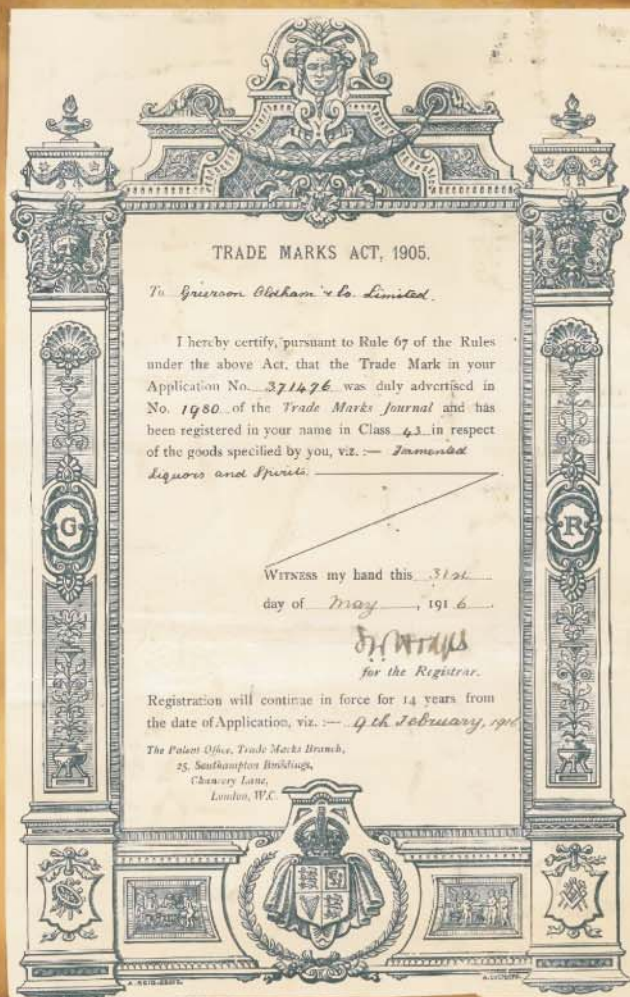 TRADE MARKS ACT, 1905.
To Grierson Oldham & Co. Limited.
I hereby certify, pursuant to Rule 67 of the Rules
under the above Act, that the Trade Mark in your
Application No. 371476 was duly advertised in
No. 1980 of the Trade Marks Journal and has
been registered in your name in Class 43 in respect
of the goods specified by you, viz. :— Fermented
Liquors and Spirits
G
R
WITNESS my hand this 31st
day of May, 1916.
for the Registrar.
Registration will continue in force for 14 years from
the date of Application, viz. :— 9th February, 1916
The Patent Office, Trade Marks Branch,
25, Southampton Buildings,
Chancery Lane,
London, W.C.